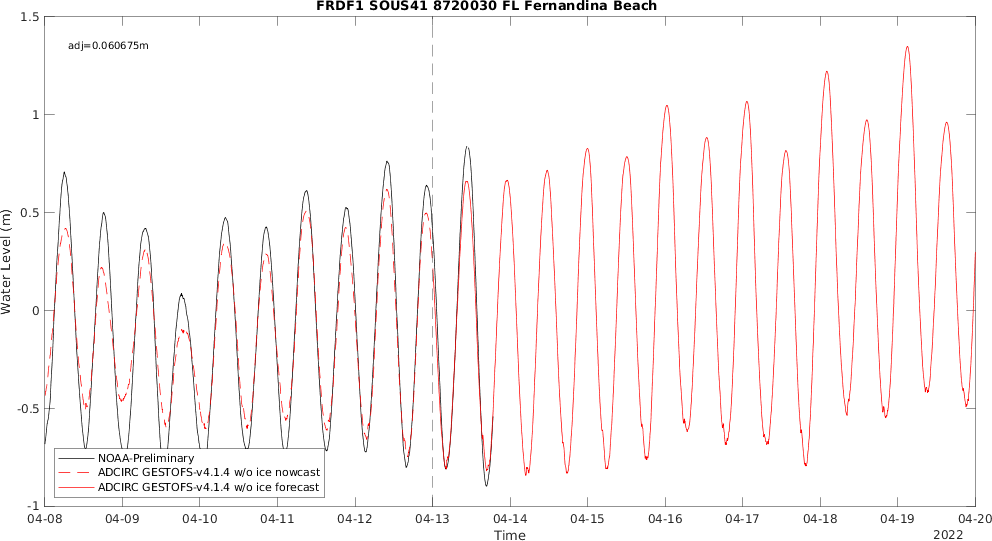 FRDF1 SOUS41 8720030 FL Fernandina Beach
adj=0.060675m
1.5
1
0.5
0
-0.5
-1
Water Level (m)
NOAA-Preliminary
ADCIRC GESTOFS-v4.1.4 w/o ice nowcast
ADCIRC GESTOFS-v4.1.4 w/o ice forecast
04-08 04-09 04-10 04-11 04-12 04-13 04-14 04-15 04-16 04-17 04-18 04-19 04-20
Time
2022